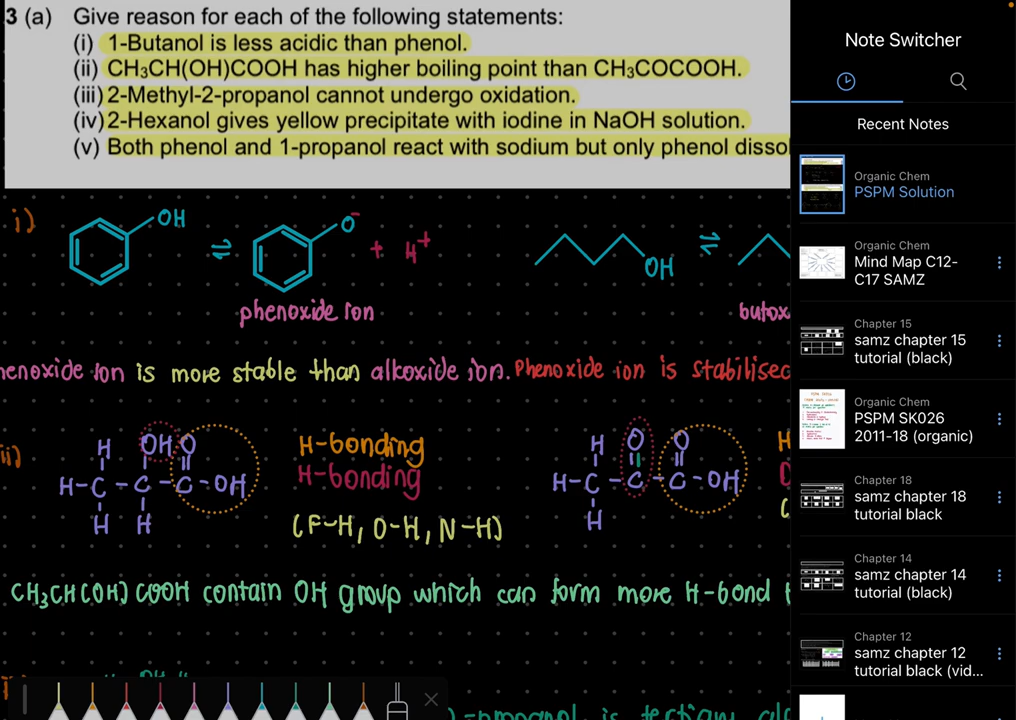 3 (a) Give reason for each of the following statements:
(i) 1-Butanol is less acidic than phenol.
(ii) CH₃CH(OH)COOH has higher boiling point than CH₃COCOOH.
(iii) 2-Methyl-2-propanol cannot undergo oxidation.
(iv) 2-Hexanol gives yellow precipitate with iodine in NaOH solution.
(v) Both phenol and 1-propanol react with sodium but only phenol
i)
OH ⇌ O⁻ + H⁺
OH ⇌
phenoxide ion
ion is more stable than alkoxide ion. Phenoxide ion is
H OH O
H-C-C-C-OH
H H
H-bonding
H-bonding
(F-H, O-H, N-H)
H O O
H-C-C-C-OH
H
CH₃CH(OH)COOH contain OH group which can form more H-bond
-propanol is tertiary
Note Switcher
Recent Notes
Organic Chem
PSPM Solution
Organic Chem
Mind Map C12-
C17 SAMZ
Chapter 15
samz chapter 15
tutorial (black)
Organic Chem
PSPM SK026
2011-18 (organic)
Chapter 18
samz chapter 18
tutorial black
Chapter 14
samz chapter 14
tutorial (black)
Chapter 12
samz chapter 12
tutorial black (vid...